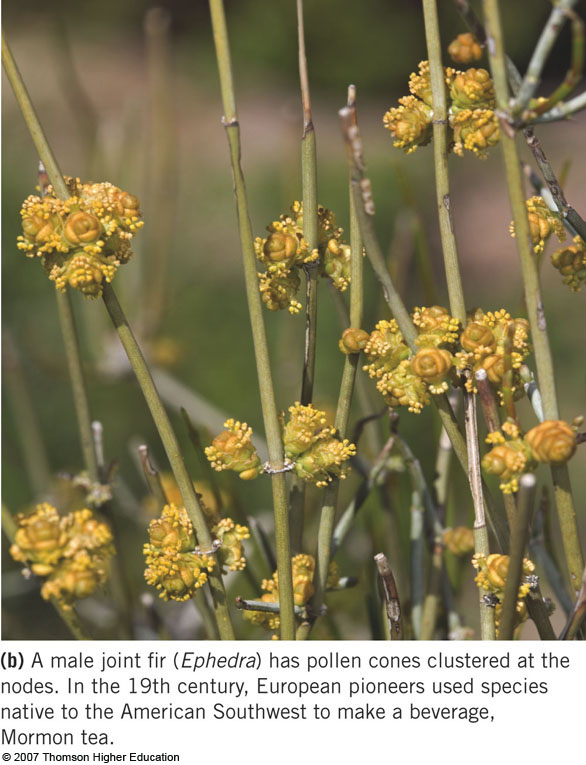 (b) A male joint fir (Ephedra) has pollen cones clustered at the
nodes. In the 19th century, European pioneers used species
native to the American Southwest to make a beverage,
Mormon tea.
© 2007 Thomson Higher Education